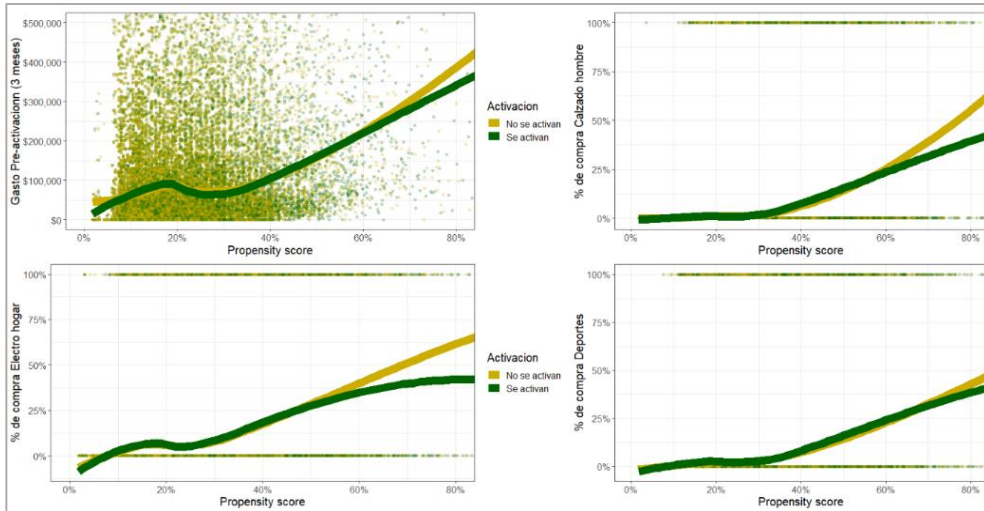 Gasto Pre-activacionn (3 meses)
$500,000
$400,000
$300,000
$200,000
$100,000
$0
0%
20%
40%
60%
80%
Propensity score
Activacion
No se activan
Se activan
% de compra Calzado hombre
100%
75%
50%
25%
0%
0%
20%
40%
60%
80%
Propensity score
% de compra Electro hogar
100%
75%
50%
25%
0%
0%
20%
40%
60%
80%
Propensity score
Activacion
No se activan
Se activan
% de compra Deportes
100%
75%
50%
25%
0%
0%
20%
40%
60%
80%
Propensity score